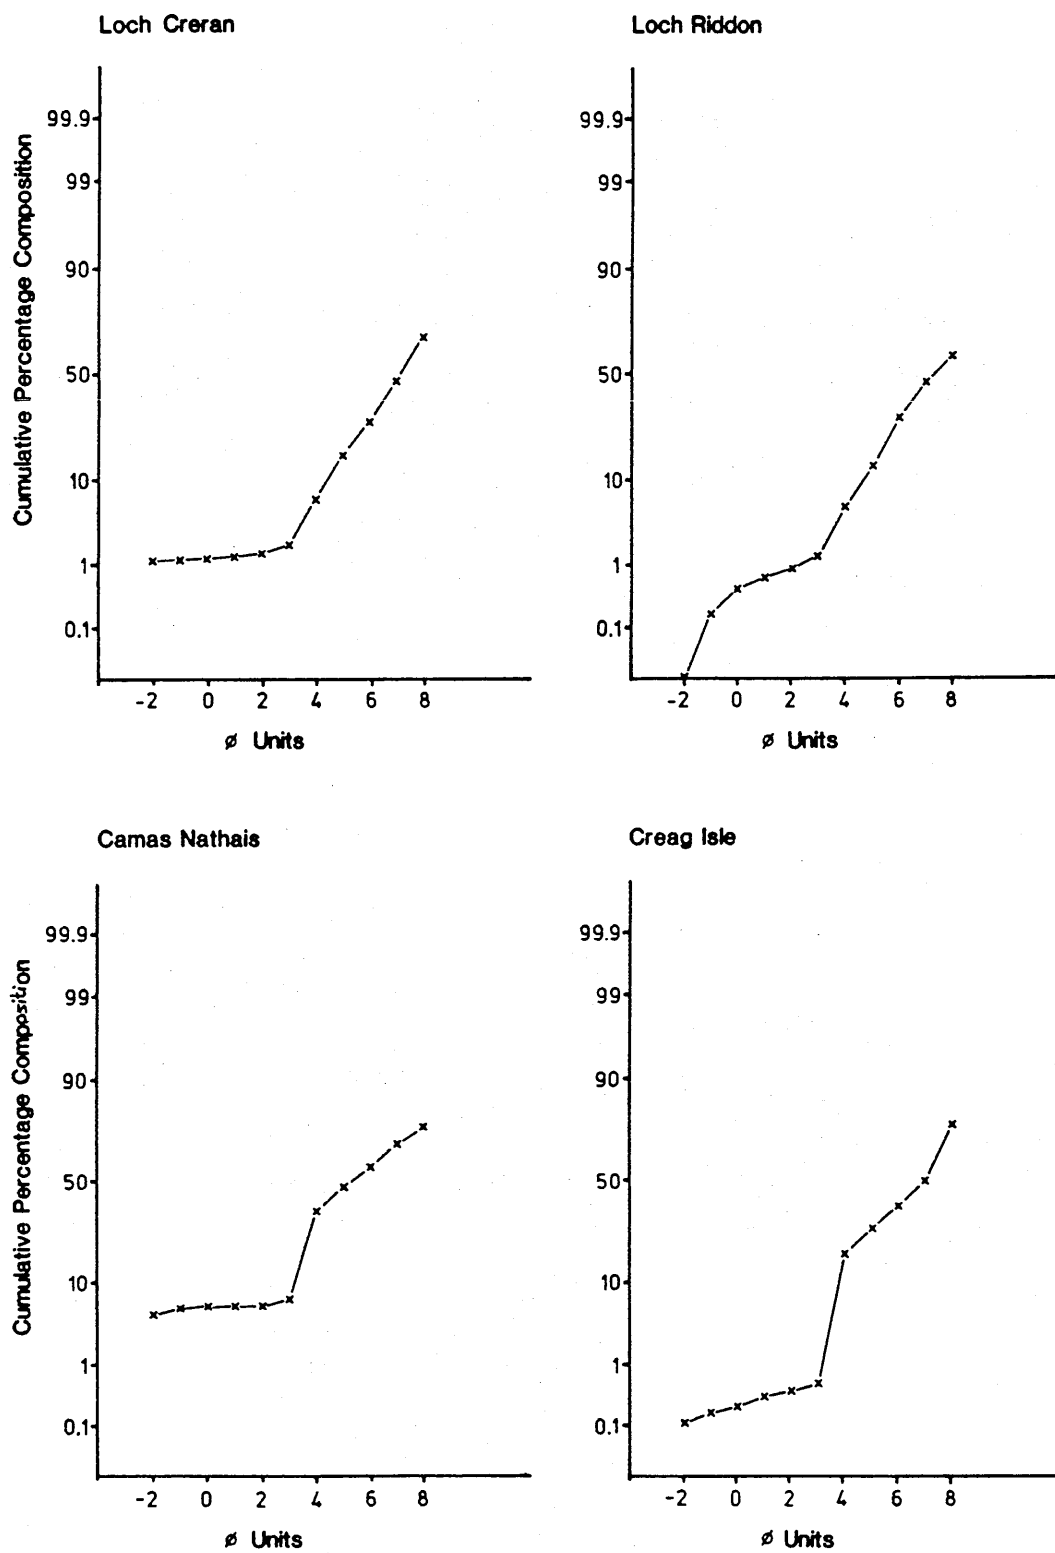 Loch Creran
Cumulative Percentage Composition
99.9
99
90
50
10
1
0.1
-2 0 2 4 6 8
ø Units
Loch Riddon
99.9
99
90
50
10
1
0.1
-2 0 2 4 6 8
ø Units
Camas Nathais
Cumulative Percentage Composition
99.9
99
90
50
10
1
0.1
-2 0 2 4 6 8
ø Units
Creag Isle
99.9
99
90
50
10
1
0.1
-2 0 2 4 6 8
ø Units